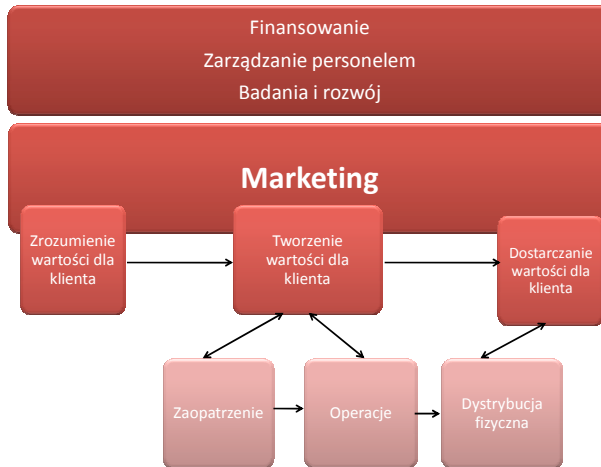 Finansowanie
Zarządzanie personelem
Badania i rozwój
Marketing
Zrozumienie
wartości dla
klienta
Tworzenie
wartości dla
klienta
Dostarczanie
wartości dla
klienta
Zaopatrzenie
Operacje
Dystrybucja
fizyczna